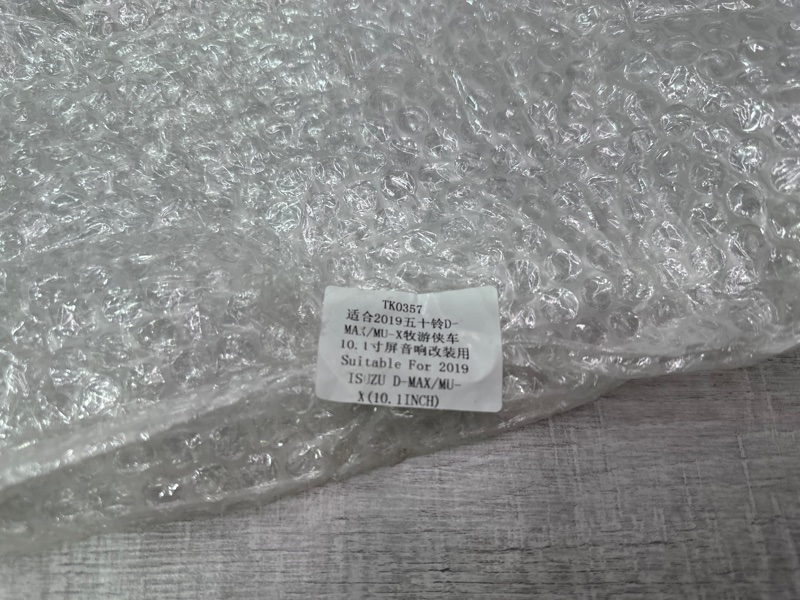 TK0357
适合2019五十铃D-
MAX/MU-X牧游侠车
10.1寸屏音响改装用
Suitable For 2019
ISUZU D-MAX/MU-
X(10.1INCH)